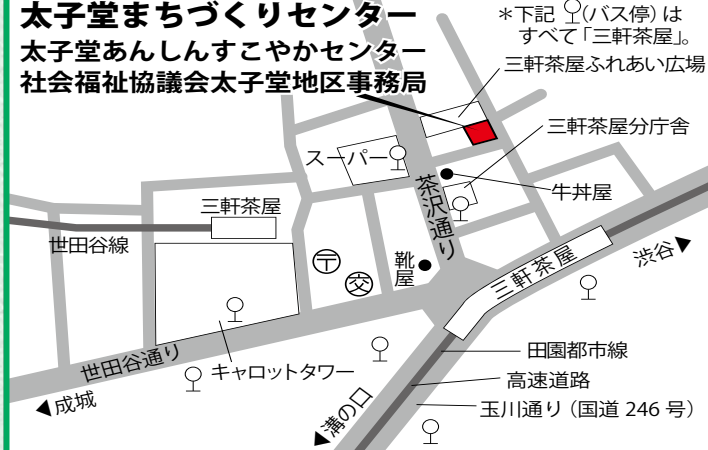 太子堂まちづくりセンター
太子堂あんしんすこやかセンター
社会福祉協議会太子堂地区事務局
＊下記 (バス停) は
すべて「三軒茶屋」。
三軒茶屋ふれあい広場
三軒茶屋分庁舎
スーパー
牛丼屋
茶沢通り
三軒茶屋
世田谷線
〒
交
靴屋
三軒茶屋
渋谷▶
世田谷通り
キャロットタワー
◀成城
田園都市線
高速道路
玉川通り（国道 246 号）
◀溝の口